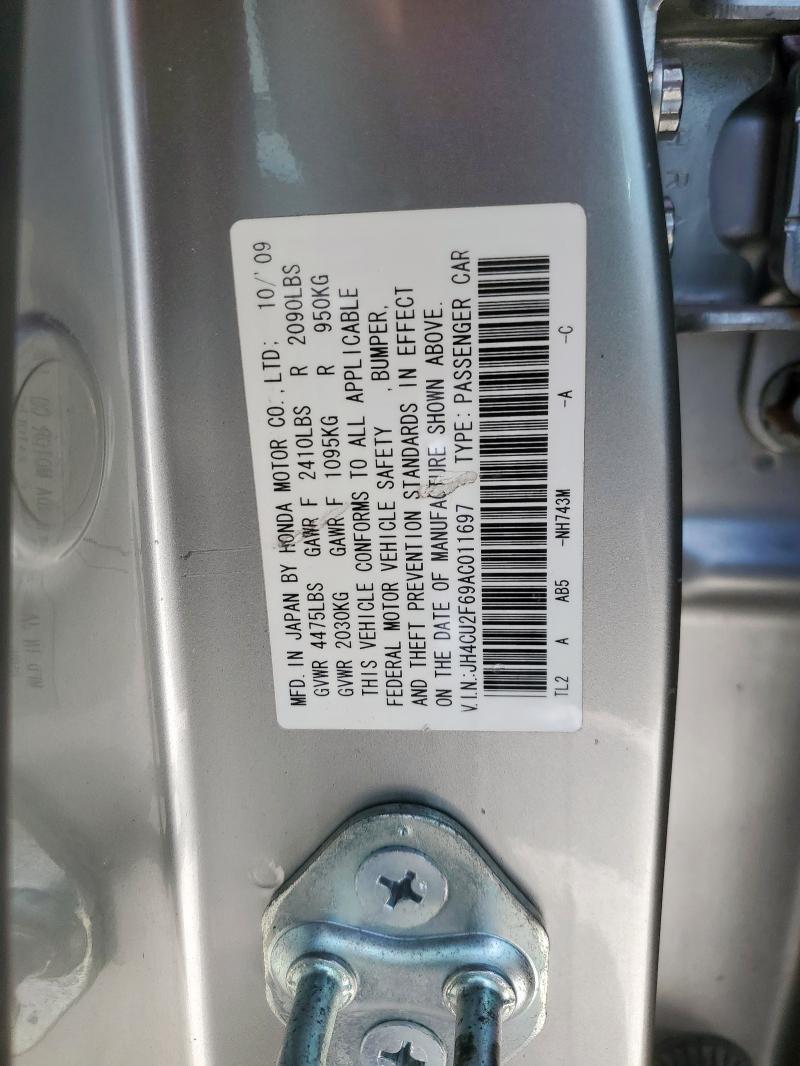 MFD. IN JAPAN BY HONDA MOTOR CO., LTD; 10/'09
GVWR 4475LBS GAWR F 2410LBS R 2090LBS
GVWR 2030KG GAWR F 1095KG R 950KG
THIS VEHICLE CONFORMS TO ALL APPLICABLE
FEDERAL MOTOR VEHICLE SAFETY , BUMPER,
AND THEFT PREVENTION STANDARDS IN EFFECT
ON THE DATE OF MANUFACTURE SHOWN ABOVE.
V.I.N:JH4CU2F69AC011697 TYPE: PASSENGER CAR
TL2 A AB5 -NH743M -A -C